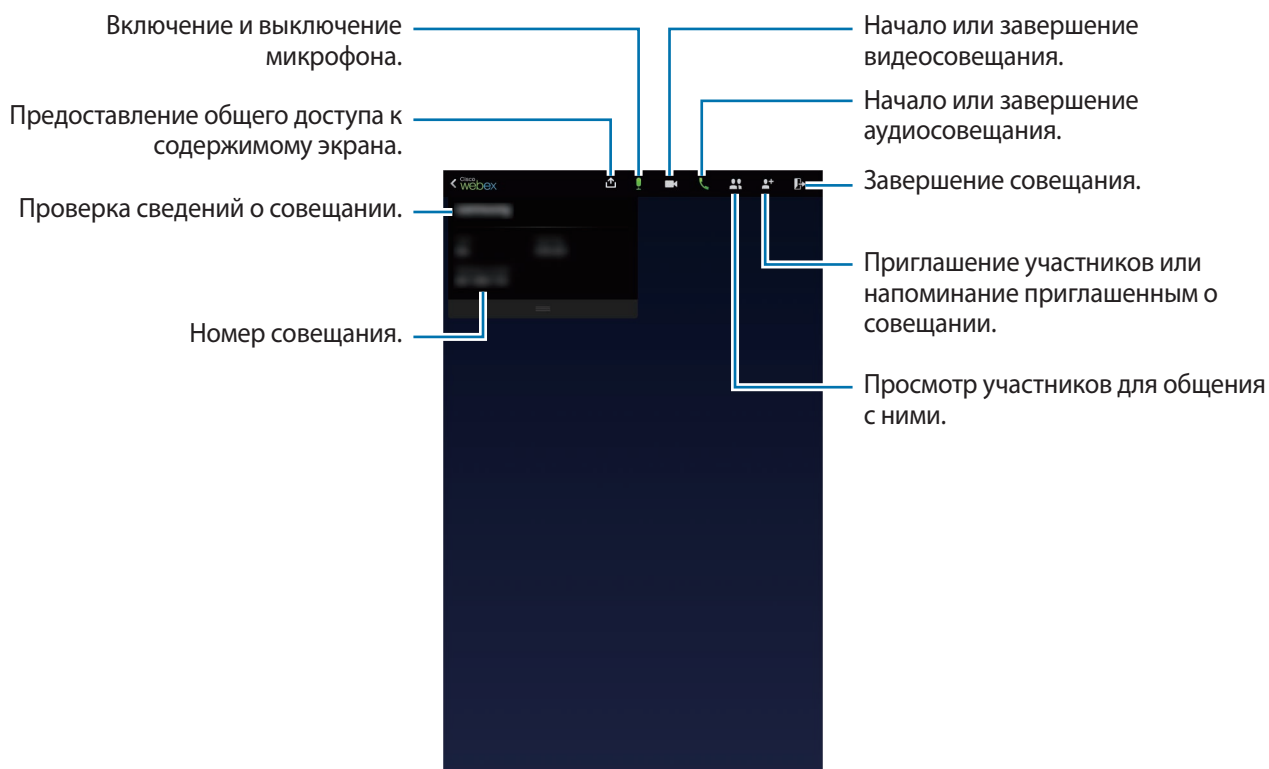 Включение и выключение
микрофона.
Предоставление общего доступа к
содержимому экрана.
Проверка сведений о совещании.
Номер совещания.
Cisco
webex
Начало или завершение
видеосовещания.
Начало или завершение
аудиосовещания.
Завершение совещания.
Приглашение участников или
напоминание приглашенным о
совещании.
Просмотр участников для общения
с ними.